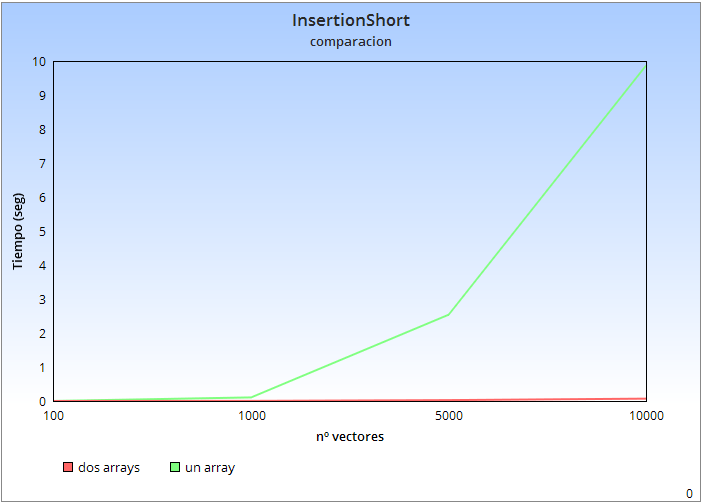 InsertionShort
comparacion
Tiempo (seg)
10
9
8
7
6
5
4
3
2
1
0
100 1000 5000 10000
nº vectores
dos arrays un array
0